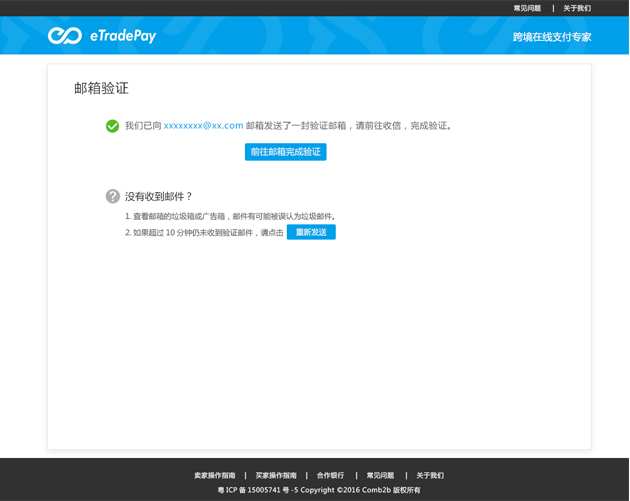 常见问题 | 关于我们
eTradePay 跨境在线支付专家
邮箱验证
我们已向 xxxxxxxx@xx.com 邮箱发送了一封验证邮箱，请前往收信，完成验证。
前往邮箱完成验证
? 没有收到邮件？
1. 查看邮箱的垃圾箱或广告箱，邮件有可能被误认为垃圾邮件。
2. 如果超过 10 分钟仍未收到验证邮件，请点击 重新发送
卖家操作指南 | 买家操作指南 | 合作银行 | 常见问题 | 关于我们
粤 ICP 备 15005741 号 -5 Copyright ©2016 Comb2b 版权所有